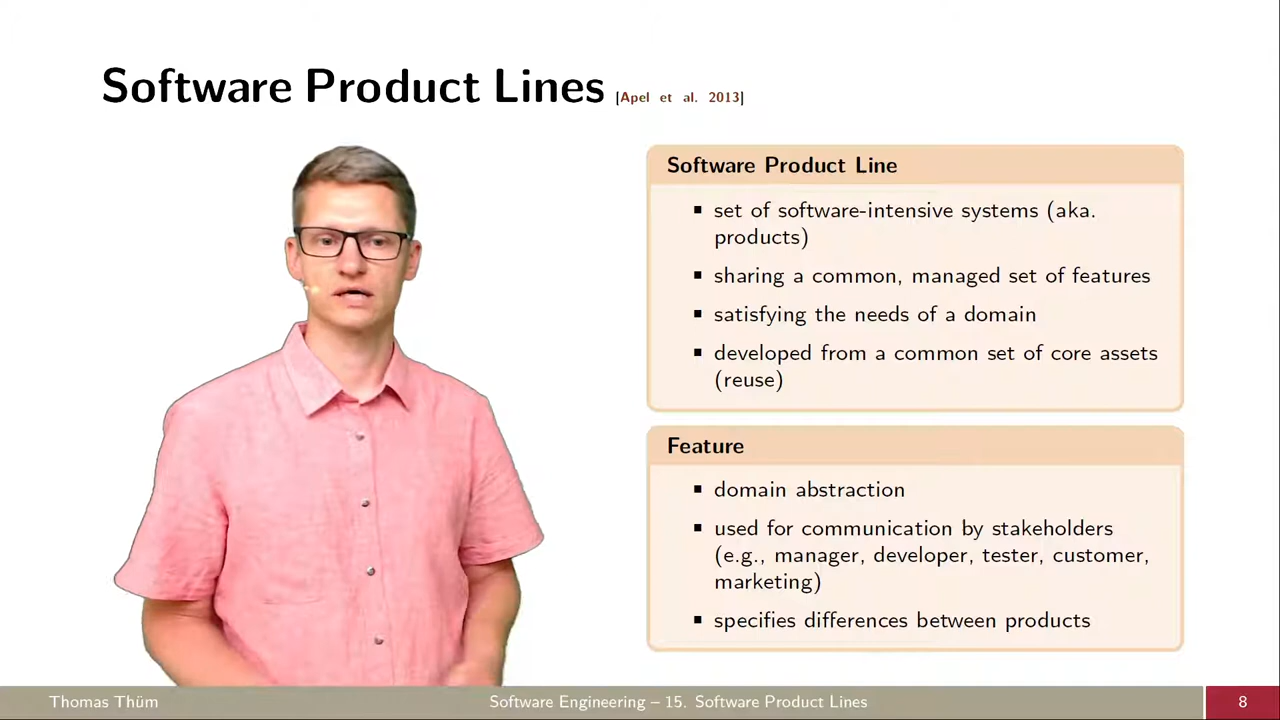 Software Product Lines [Apel et al. 2013]
Software Product Line
▪ set of software-intensive systems (aka.
products)
▪ sharing a common, managed set of features
▪ satisfying the needs of a domain
▪ developed from a common set of core assets
(reuse)
Feature
▪ domain abstraction
▪ used for communication by stakeholders
(e.g., manager, developer, tester, customer,
marketing)
▪ specifies differences between products
Thomas Thüm Software Engineering – 15. Software Product Lines 8